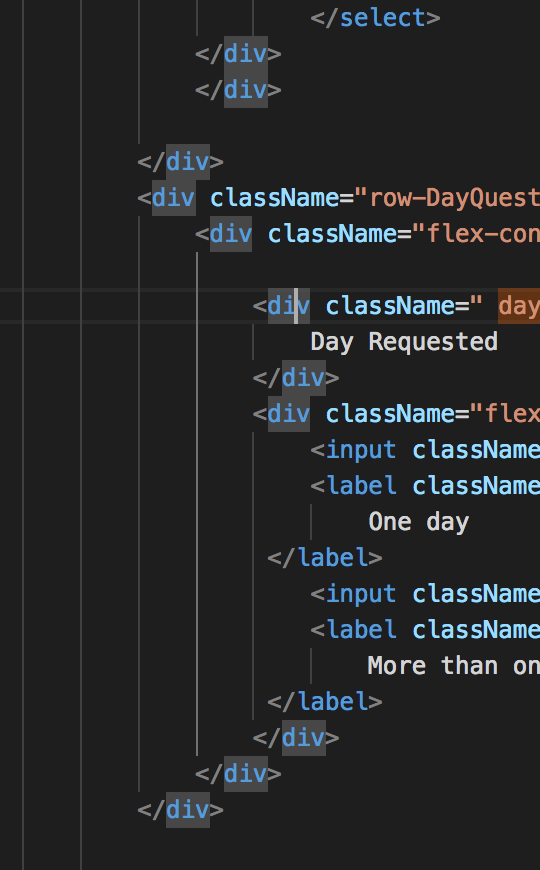 </select>
</div>
</div>
</div>
<div className="row-DayQuest
<div className="flex-con
<div className=" day
Day Requested
</div>
<div className="flex
<input className
<label className
One day
</label>
<input className
<label className
More than on
</label>
</div>
</div>
</div>